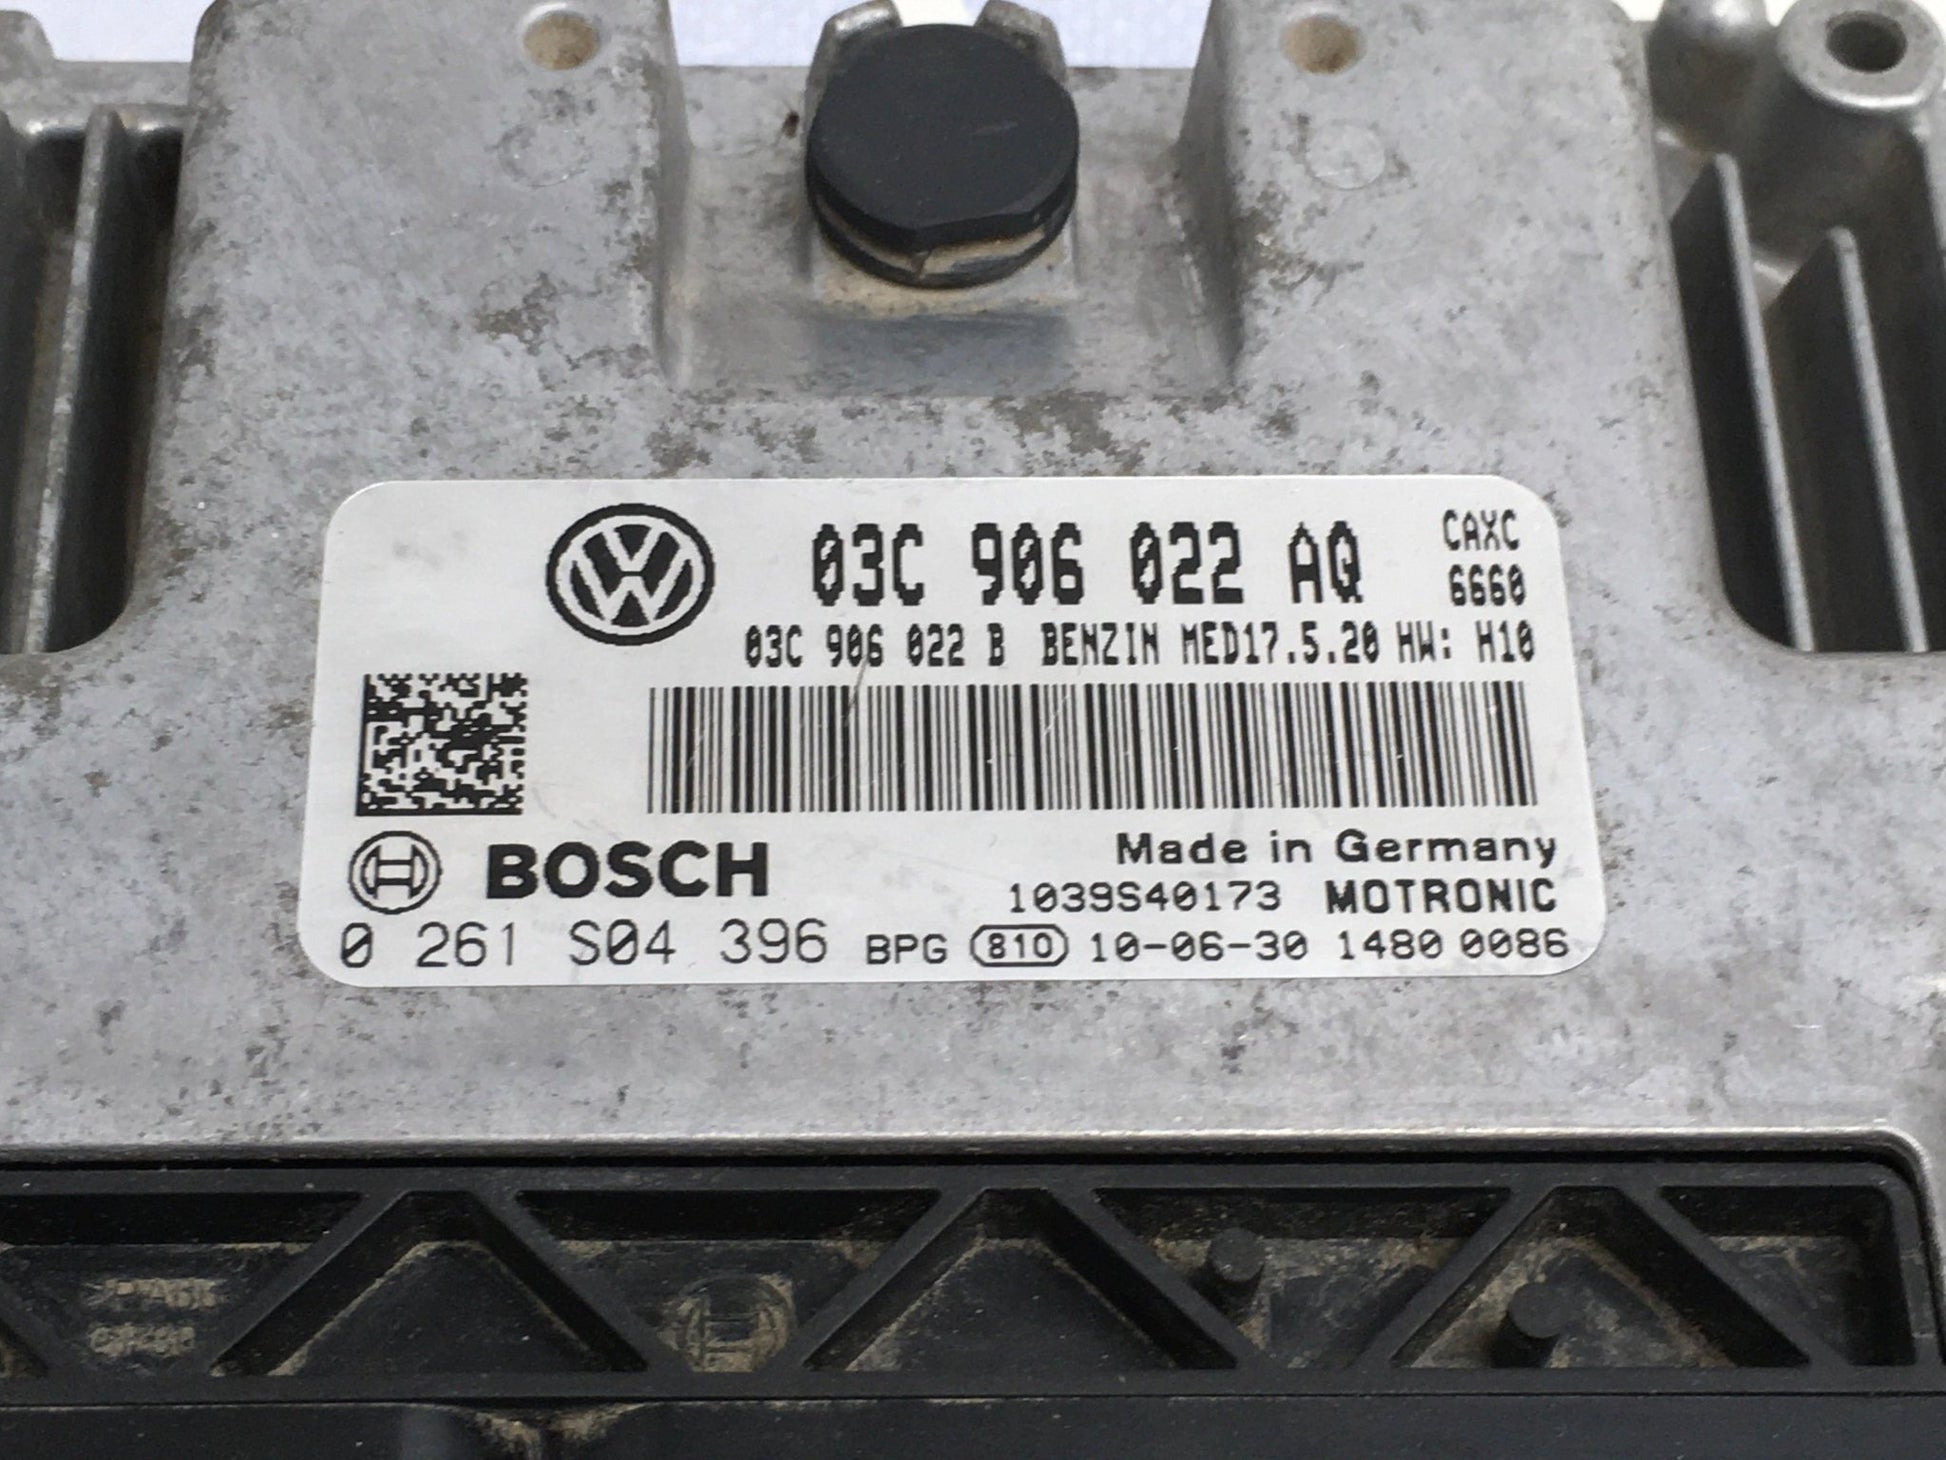 03C 906 022 AQ CAXC
6660
03C 906 022 B BENZIN MED17.5.20 HW: H10
BOSCH
Made in Germany
1039S40173 MOTRONIC
0 261 S04 396 BPG 810 10-06-30 1480 0086